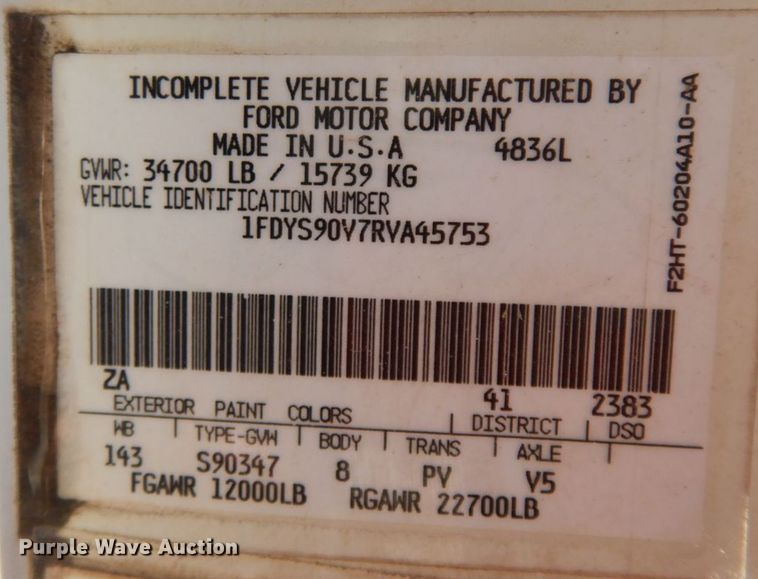 INCOMPLETE VEHICLE MANUFACTURED BY
FORD MOTOR COMPANY
MADE IN U.S.A 4836L
GVWR: 34700 LB / 15739 KG
VEHICLE IDENTIFICATION NUMBER
1FDYS90V7RVA45753
F2HT-60204A10-AA
ZA 41 2383
EXTERIOR PAINT COLORS DISTRICT DSO
WB TYPE-GVW BODY TRANS AXLE
143 S90347 8 PV V5
FGAWR 12000LB RGAWR 22700LB
Purple Wave Auction